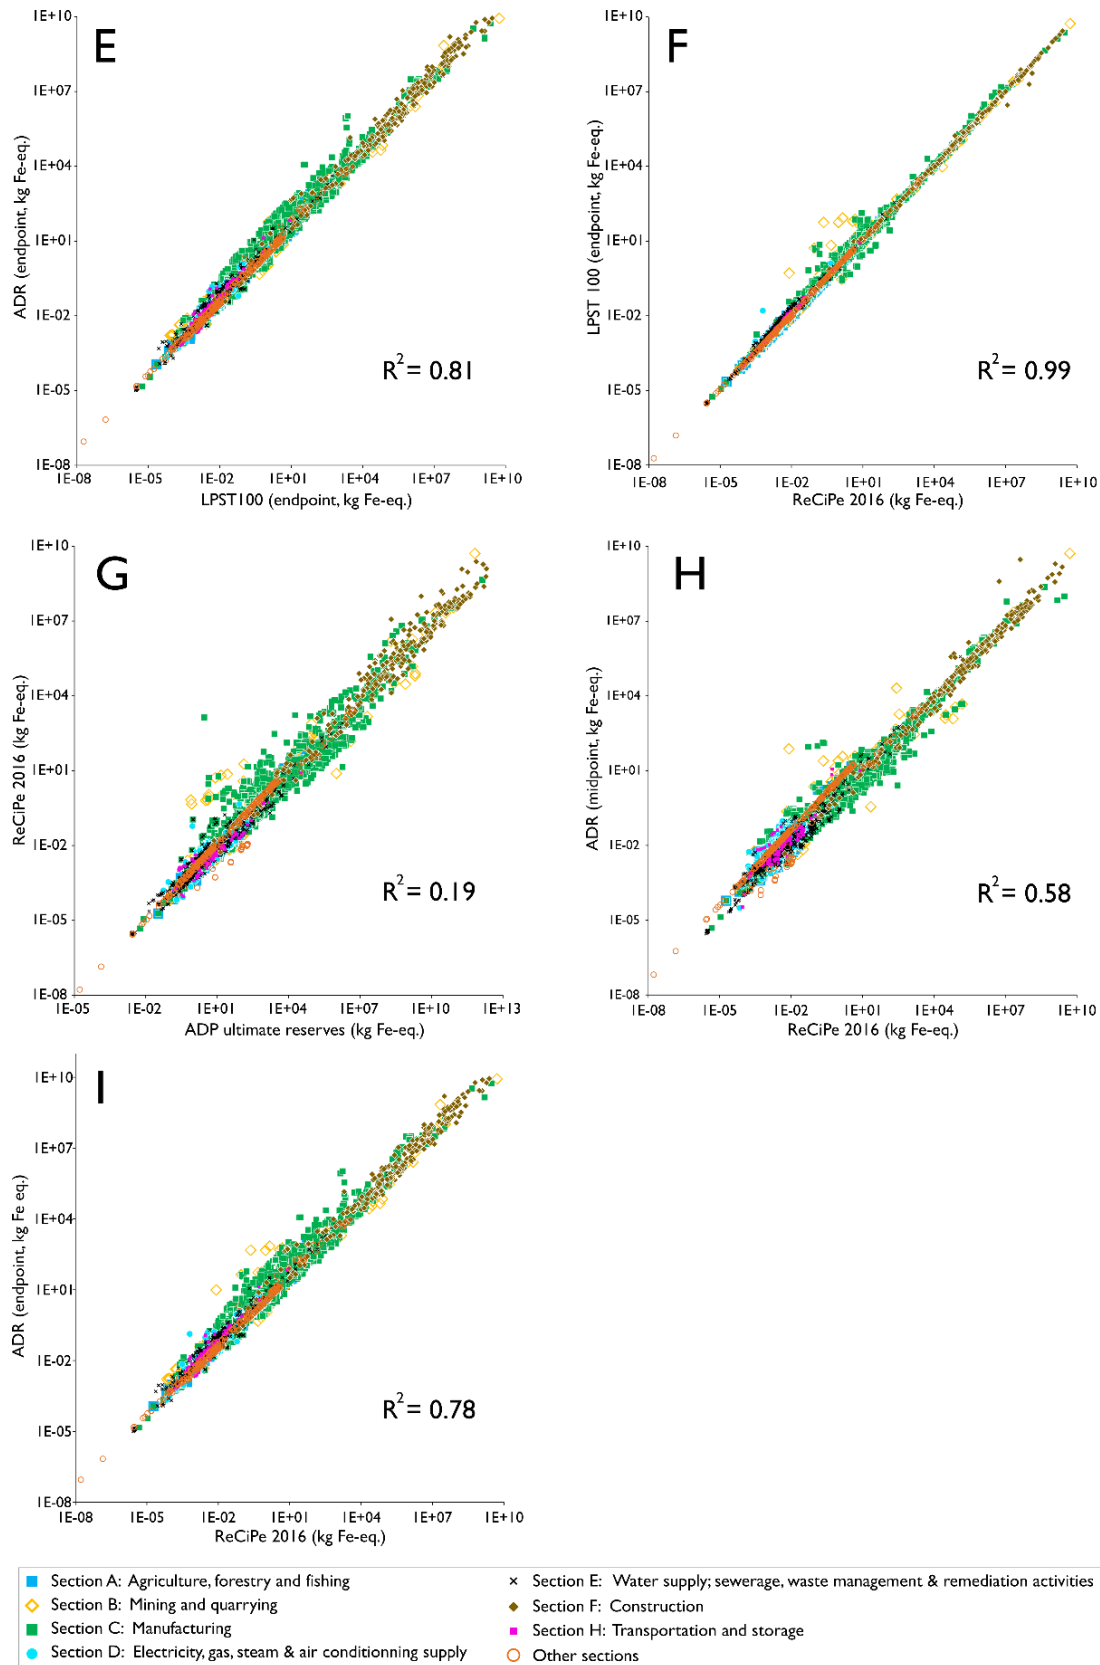 E
1E+10
1E+07
1E+04
1E+01
1E-02
1E-05
1E-08
ADR (endpoint, kg Fe-eq.)
R² = 0.81
1E-08 1E-05 1E-02 1E+01 1E+04 1E+07 1E+10
LPST100 (endpoint, kg Fe-eq.)
F
1E+10
1E+07
1E+04
1E+01
1E-02
1E-05
1E-08
LPST 100 (endpoint, kg Fe-eq.)
R² = 0.99
1E-08 1E-05 1E-02 1E+01 1E+04 1E+07 1E+10
ReCiPe 2016 (kg Fe-eq.)
G
1E+10
1E+07
1E+04
1E+01
1E-02
1E-05
1E-08
ReCiPe 2016 (kg Fe-eq.)
R² = 0.19
1E-05 1E-02 1E+01 1E+04 1E+07 1E+10 1E+13
ADP ultimate reserves (kg Fe-eq.)
H
1E+10
1E+07
1E+04
1E+01
1E-02
1E-05
1E-08
ADR (midpoint, kg Fe-eq.)
R² = 0.58
1E-08 1E-05 1E-02 1E+01 1E+04 1E+07 1E+10
ReCiPe 2016 (kg Fe-eq.)
I
1E+10
1E+07
1E+04
1E+01
1E-02
1E-05
1E-08
ADR (endpoint, kg Fe eq.)
R² = 0.78
1E-08 1E-05 1E-02 1E+01 1E+04 1E+07 1E+10
ReCiPe 2016 (kg Fe-eq.)
Section A: Agriculture, forestry and fishing
Section B: Mining and quarrying
Section C: Manufacturing
Section D: Electricity, gas, steam & air conditionning supply
Section E: Water supply; sewerage, waste management & remediation activities
Section F: Construction
Section H: Transportation and storage
Other sections